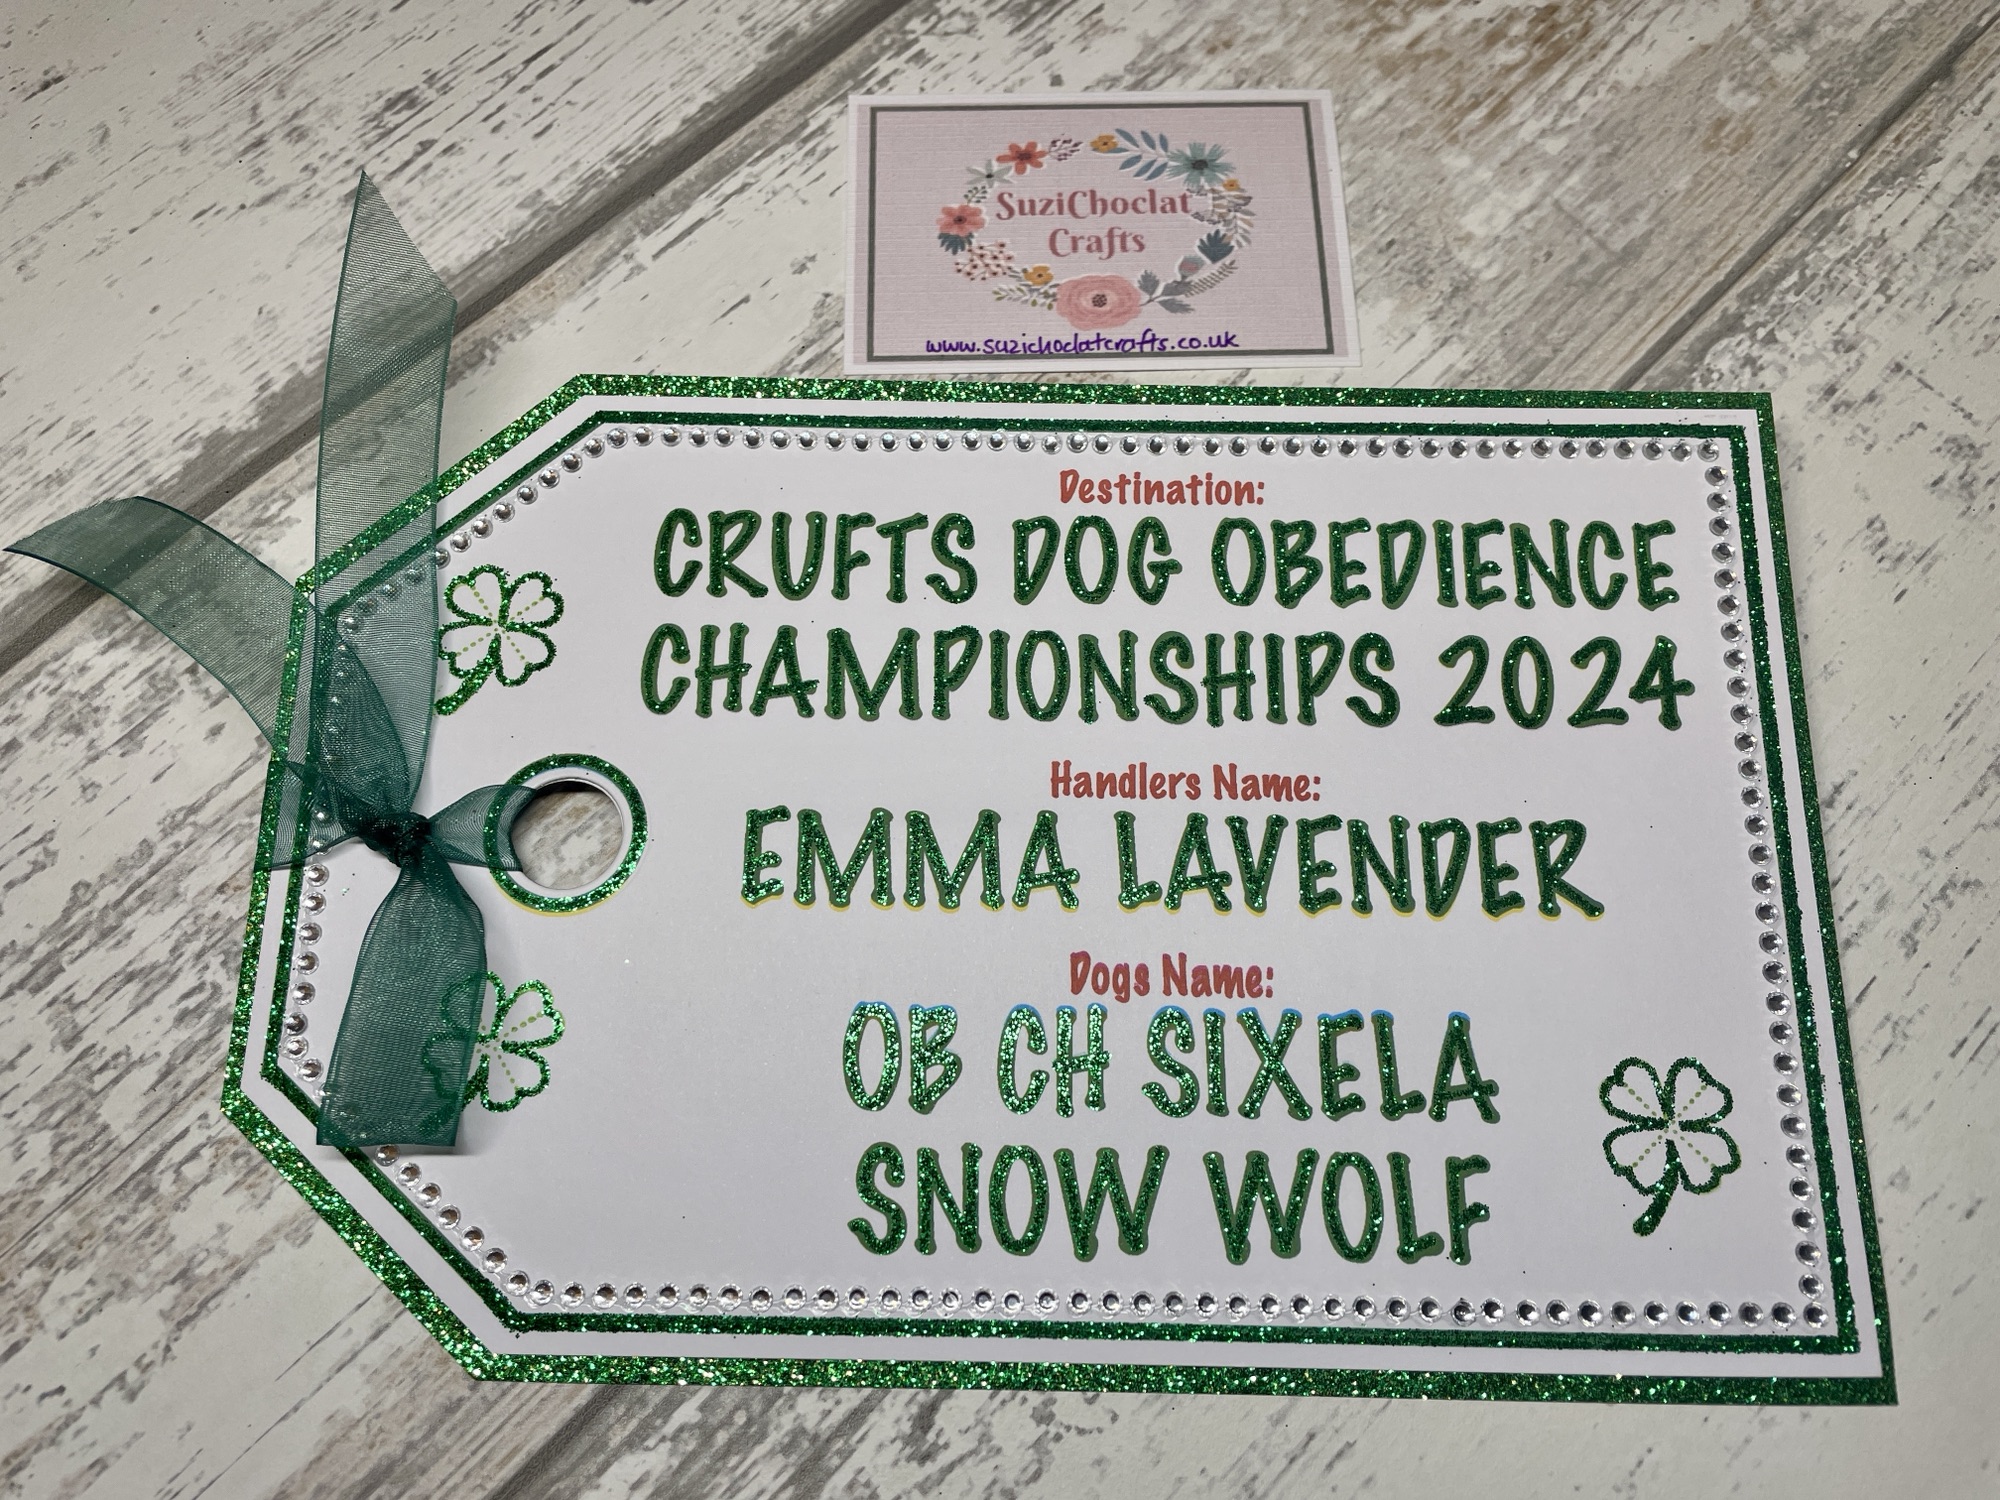 SuziChoclat
Crafts
www.suzichoclatcrafts.co.uk
Destination:
CRUFTS DOG OBEDIENCE
CHAMPIONSHIPS 2024
Handlers Name:
EMMA LAVENDER
Dogs Name:
OB CH SIXELA
SNOW WOLF